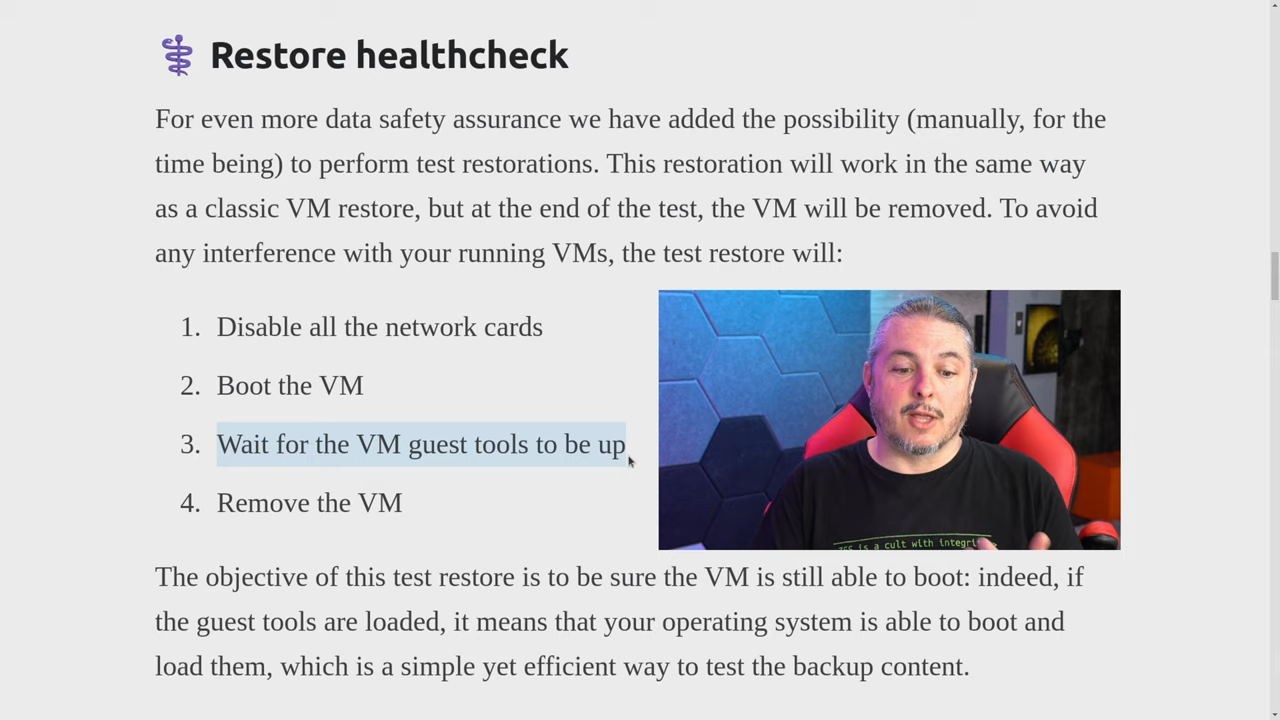 Restore healthcheck
For even more data safety assurance we have added the possibility (manually, for the
time being) to perform test restorations. This restoration will work in the same way
as a classic VM restore, but at the end of the test, the VM will be removed. To avoid
any interference with your running VMs, the test restore will:
1. Disable all the network cards
2. Boot the VM
3. Wait for the VM guest tools to be up
4. Remove the VM
is a cult with
The objective of this test restore is to be sure the VM is still able to boot: indeed, if
the guest tools are loaded, it means that your operating system is able to boot and
load them, which is a simple yet efficient way to test the backup content.